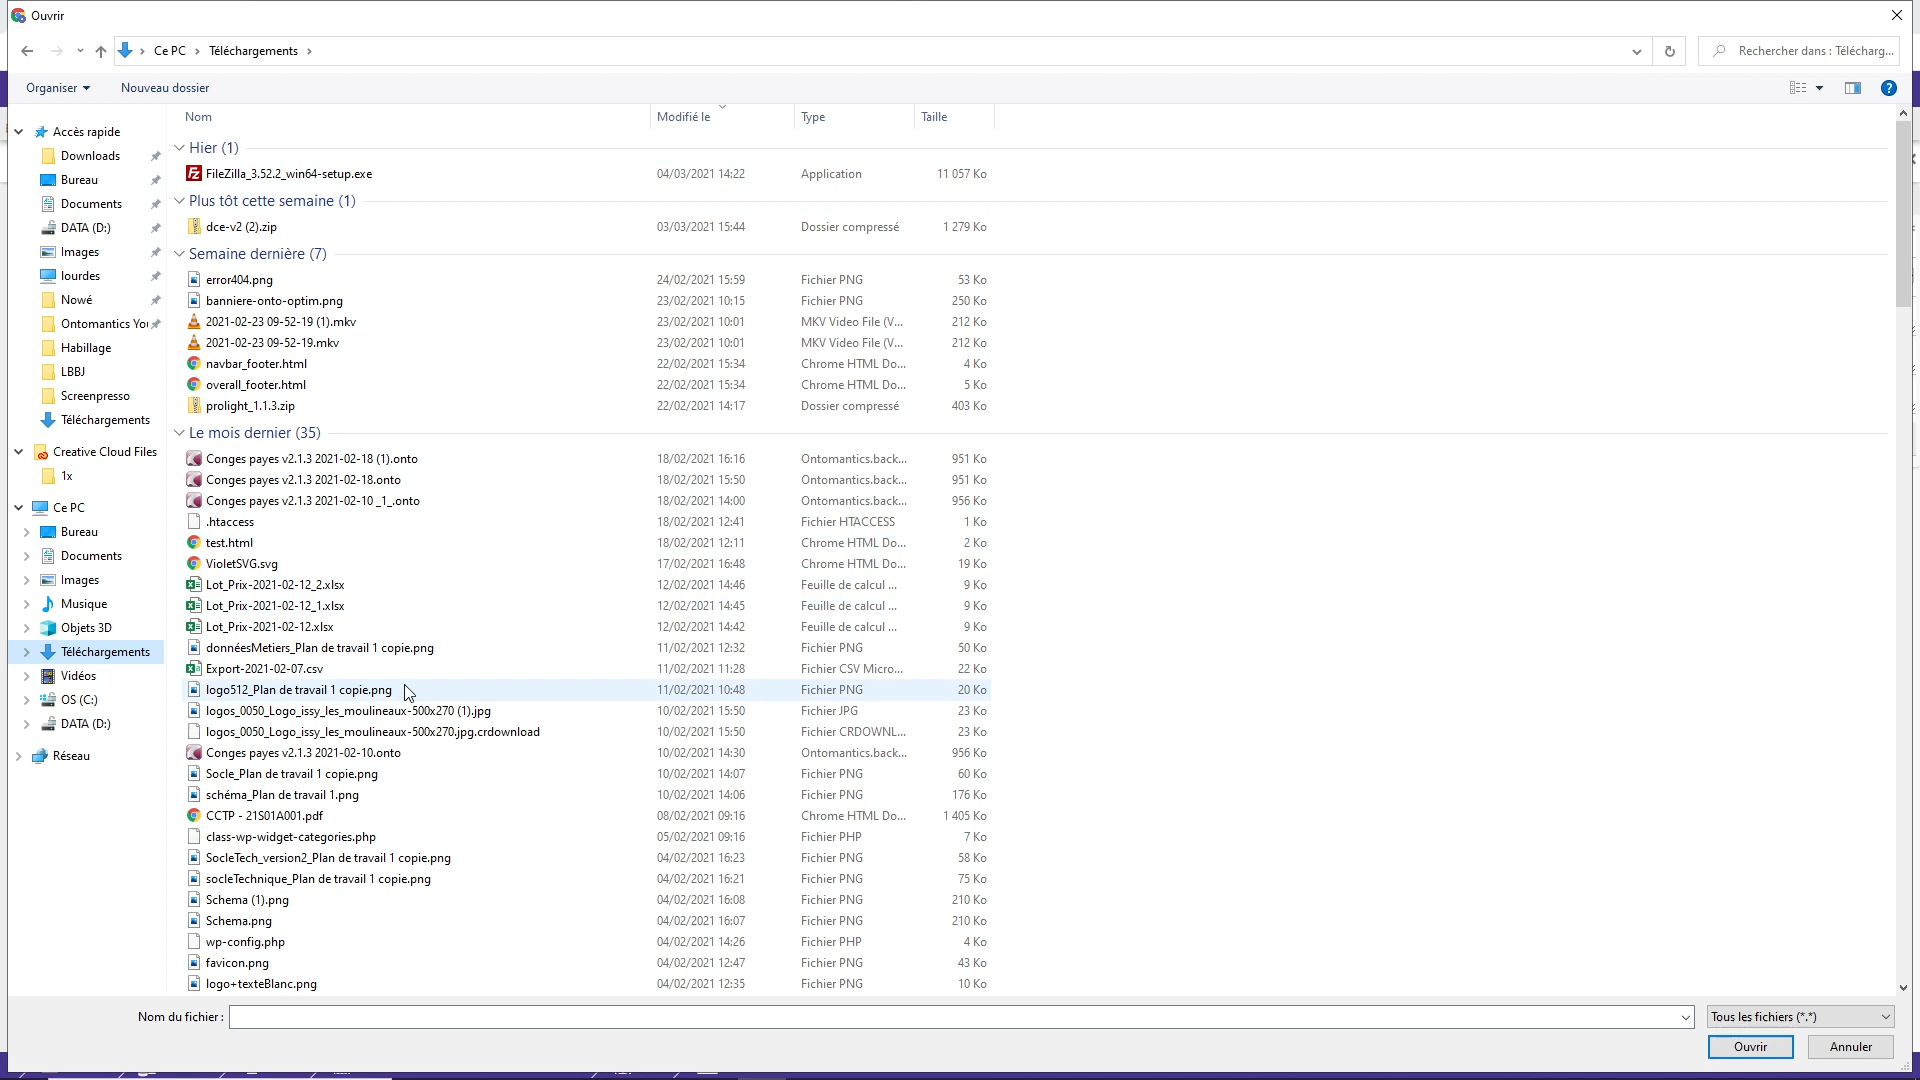 Ouvrir
Ce PC > Téléchargements >
Rechercher dans : Télécharg...
Organiser
Nouveau dossier
Nom
Modifié le
Type
Taille
Accès rapide
Downloads
Bureau
Documents
DATA (D:)
Images
lourdes
Nowé
Ontomantics You
Habillage
LBBJ
Screenpresso
Téléchargements
Creative Cloud Files
1x
Ce PC
Bureau
Documents
Images
Musique
Objets 3D
Téléchargements
Vidéos
OS (C:)
DATA (D:)
Réseau
Hier (1)
FileZilla_3.52.2_win64-setup.exe 04/03/2021 14:22 Application 11 057 Ko
Plus tôt cette semaine (1)
dce-v2 (2).zip 03/03/2021 15:44 Dossier compressé 1 279 Ko
Semaine dernière (7)
error404.png 24/02/2021 15:59 Fichier PNG 53 Ko
banniere-onto-optim.png 23/02/2021 10:15 Fichier PNG 250 Ko
2021-02-23 09-52-19 (1).mkv 23/02/2021 10:01 MKV Video File (V... 212 Ko
2021-02-23 09-52-19.mkv 23/02/2021 10:01 MKV Video File (V... 212 Ko
navbar_footer.html 22/02/2021 15:34 Chrome HTML Do... 4 Ko
overall_footer.html 22/02/2021 15:34 Chrome HTML Do... 5 Ko
prolight_1.1.3.zip 22/02/2021 14:17 Dossier compressé 403 Ko
Le mois dernier (35)
Conges payes v2.1.3 2021-02-18 (1).onto 18/02/2021 16:16 Ontomantics.back... 951 Ko
Conges payes v2.1.3 2021-02-18.onto 18/02/2021 15:50 Ontomantics.back... 951 Ko
Conges payes v2.1.3 2021-02-10 _1_.onto 18/02/2021 14:00 Ontomantics.back... 956 Ko
.htaccess 18/02/2021 12:41 Fichier HTACCESS 1 Ko
test.html 18/02/2021 12:11 Chrome HTML Do... 2 Ko
VioletSVG.svg 17/02/2021 16:48 Chrome HTML Do... 19 Ko
Lot_Prix-2021-02-12_2.xlsx 12/02/2021 14:46 Feuille de calcul ... 9 Ko
Lot_Prix-2021-02-12_1.xlsx 12/02/2021 14:45 Feuille de calcul ... 9 Ko
Lot_Prix-2021-02-12.xlsx 12/02/2021 14:42 Feuille de calcul ... 9 Ko
donnéesMetiers_Plan de travail 1 copie.png 11/02/2021 12:32 Fichier PNG 50 Ko
Export-2021-02-07.csv 11/02/2021 11:28 Fichier CSV Micro... 22 Ko
logo512_Plan de travail 1 copie.png 11/02/2021 10:48 Fichier PNG 20 Ko
logos_0050_Logo_issy_les_moulineaux-500x270 (1).jpg 10/02/2021 15:50 Fichier JPG 23 Ko
logos_0050_Logo_issy_les_moulineaux-500x270.jpg.crdownload 10/02/2021 15:50 Fichier CRDOWNL... 23 Ko
Conges payes v2.1.3 2021-02-10.onto 10/02/2021 14:30 Ontomantics.back... 956 Ko
Socle_Plan de travail 1 copie.png 10/02/2021 14:07 Fichier PNG 60 Ko
schéma_Plan de travail 1.png 10/02/2021 14:06 Fichier PNG 176 Ko
CCTP - 21S01A001.pdf 08/02/2021 09:16 Chrome HTML Do... 1 405 Ko
class-wp-widget-categories.php 05/02/2021 09:16 Fichier PHP 7 Ko
SocleTech_version2_Plan de travail 1 copie.png 04/02/2021 16:23 Fichier PNG 58 Ko
socleTechnique_Plan de travail 1 copie.png 04/02/2021 16:21 Fichier PNG 75 Ko
Schema (1).png 04/02/2021 16:08 Fichier PNG 210 Ko
Schema.png 04/02/2021 16:07 Fichier PNG 210 Ko
wp-config.php 04/02/2021 14:26 Fichier PHP 4 Ko
favicon.png 04/02/2021 12:47 Fichier PNG 43 Ko
logo+texteBlanc.png 04/02/2021 12:35 Fichier PNG 10 Ko
Nom du fichier :
Tous les fichiers (*.*)
Ouvrir
Annuler